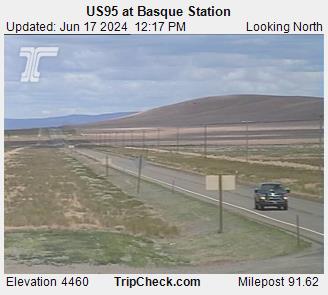 US95 at Basque Station
Updated: Jun 17 2024 12:17 PM Looking North
Elevation 4460 TripCheck.com Milepost 91.62